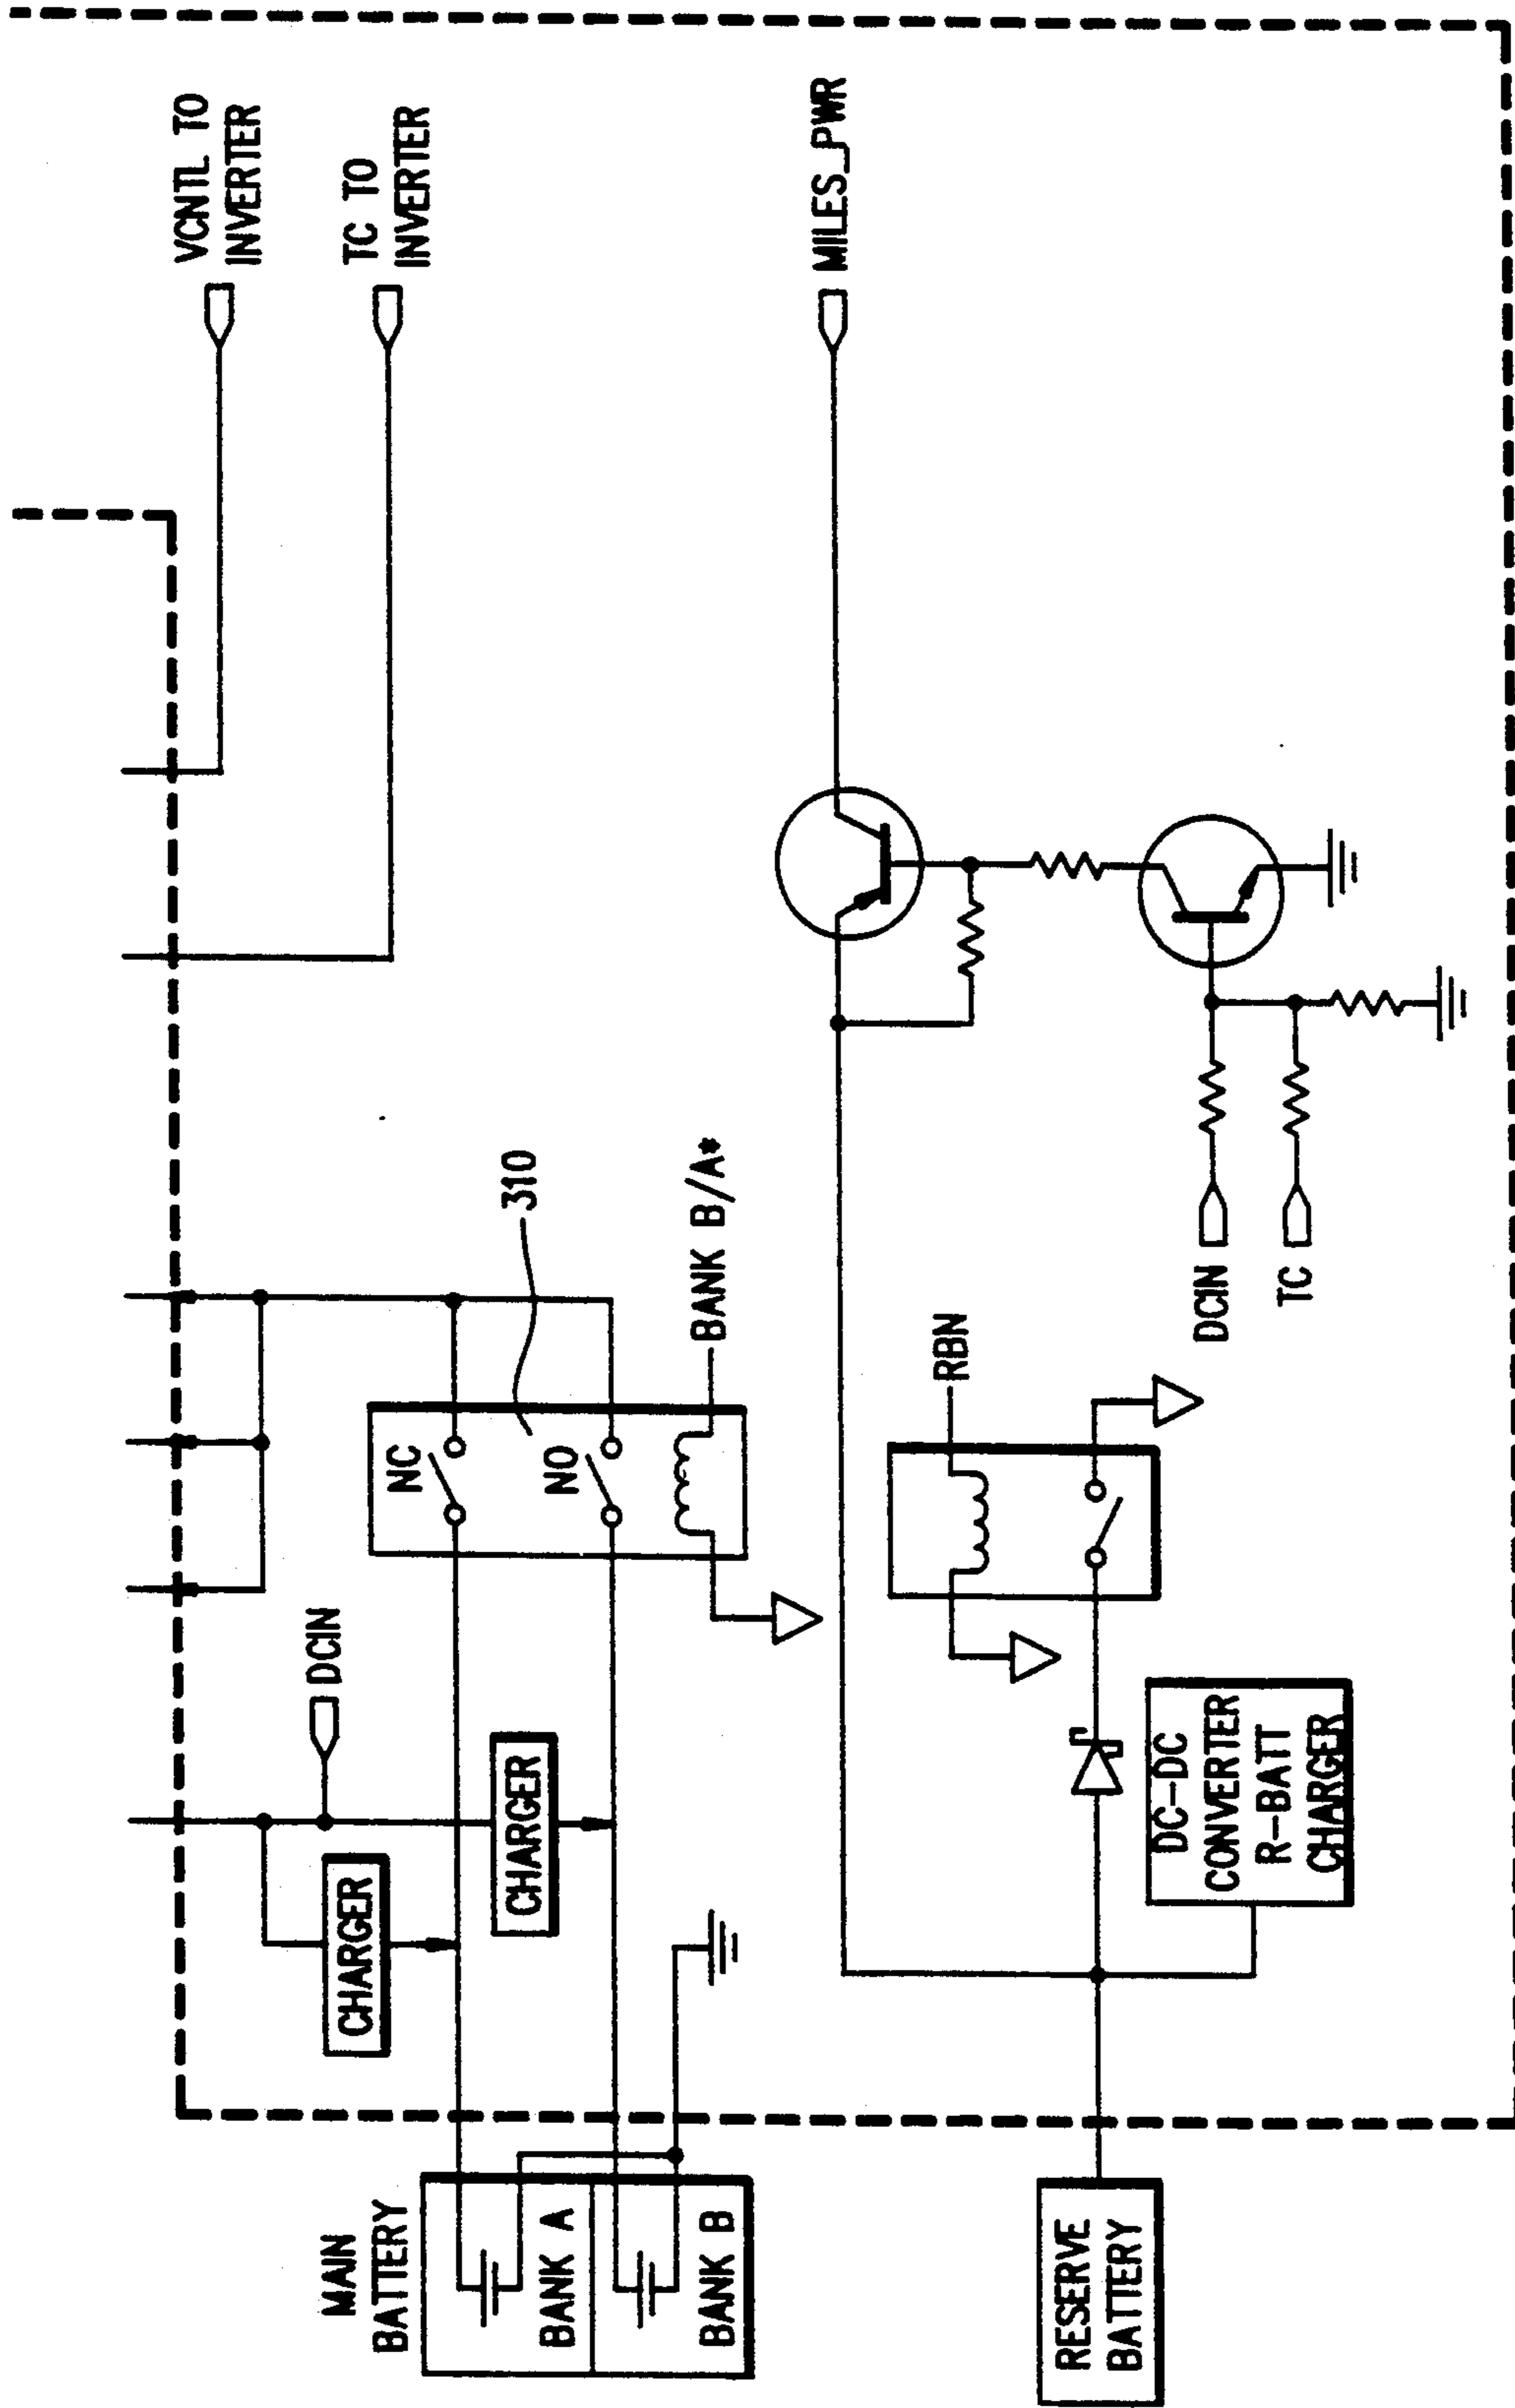 VCNTL TO
INVERTER
TC TO
INVERTER
DCIN
310
NC
NO
CHARGER
CHARGER
BANK B/A*
MAIN
BATTERY
BANK A
BANK B
MILES_PWR
RBN
DCIN
TC
DC-DC
CONVERTER
R-BATT
CHARGER
RESERVE
BATTERY